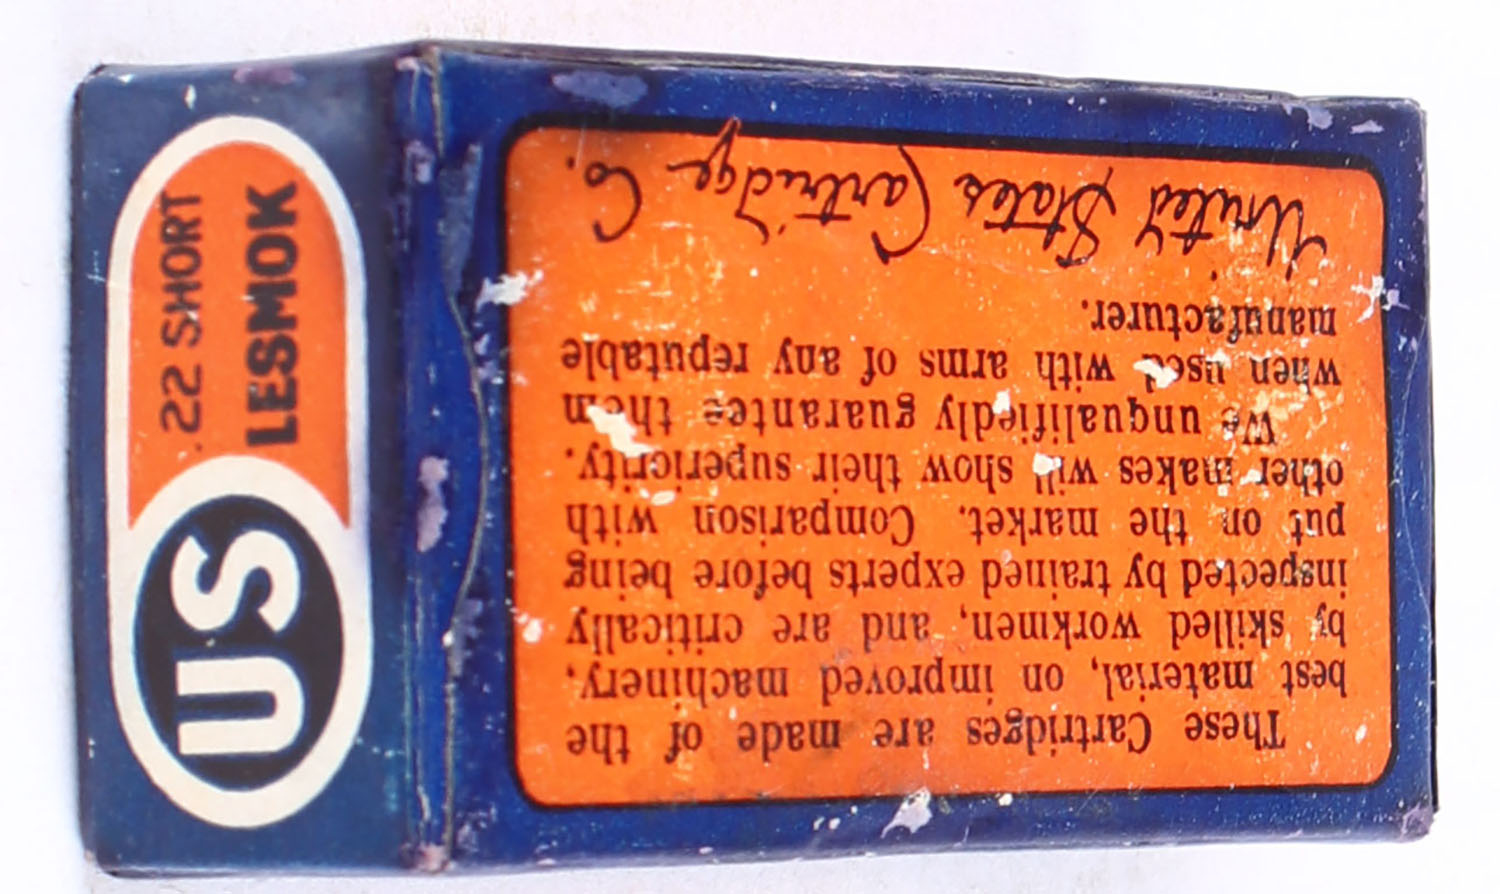 US
.22 SHORT
LESMOK
These Cartridges are made of the
best material, on improved machinery,
by skilled workmen, and are critically
inspected by trained experts before being
put on the market. Comparison with
other makes will show their superiority.
We unqualifiedly guarantee them
when used with arms of any reputable
manufacturer.
United States Cartridge Co.